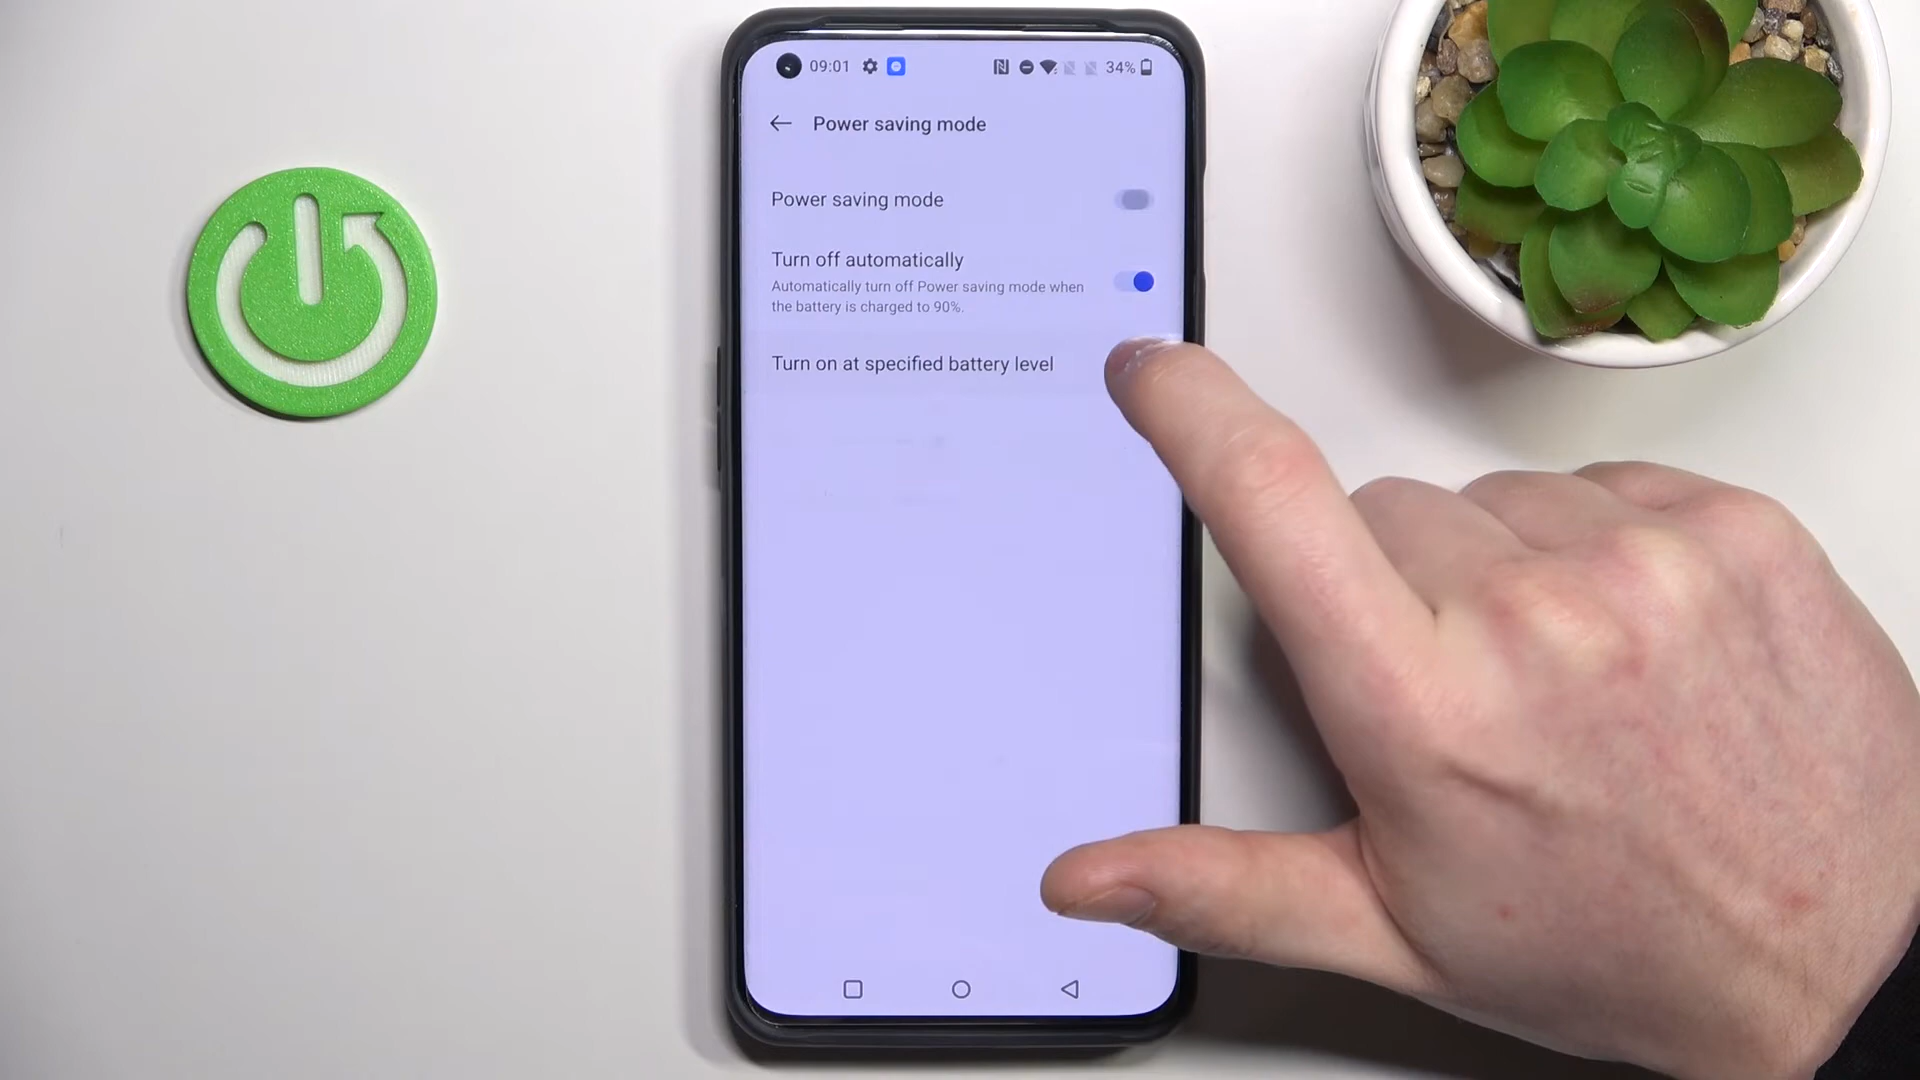 09:01
34%
Power saving mode
Power saving mode
Turn off automatically
Automatically turn off Power saving mode when
the battery is charged to 90%.
Turn on at specified battery level